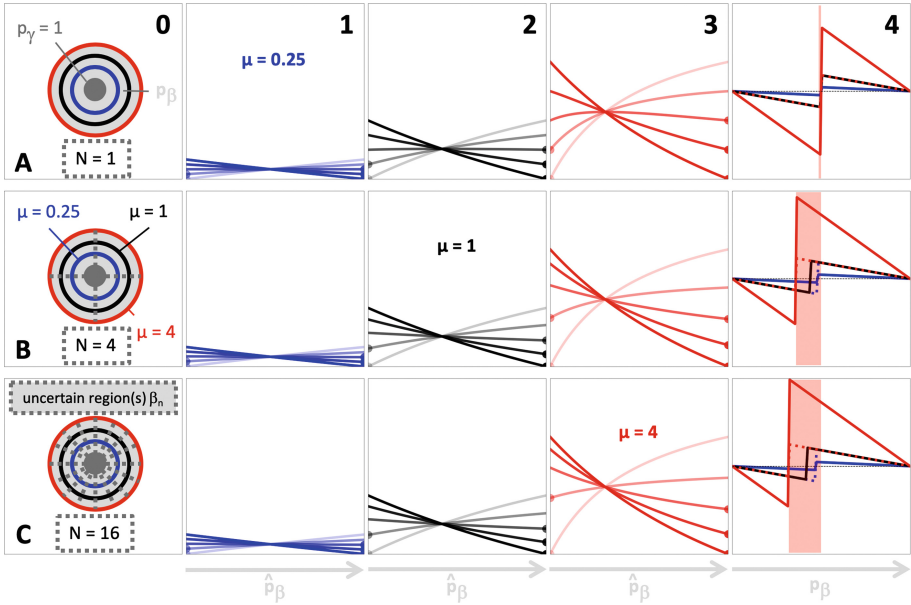 0 1 2 3 4
pγ = 1
pβ
μ = 0.25
A
N = 1
μ = 0.25
μ = 1
μ = 1
μ = 4
B
N = 4
uncertain region(s) βn
μ = 4
C
N = 16
p̂β p̂β p̂β pβ